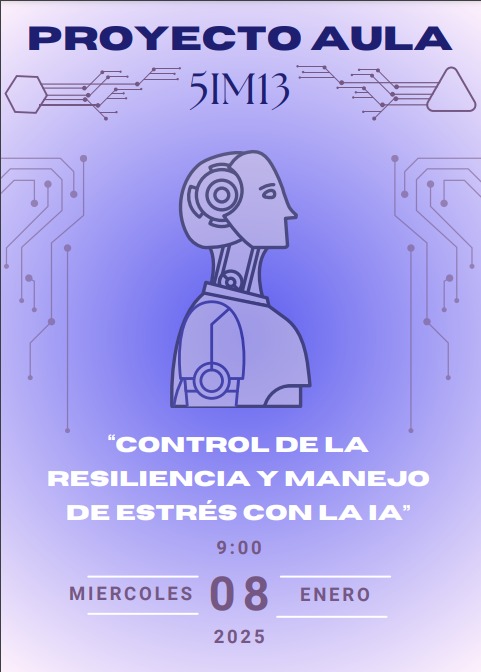 PROYECTO AULA
5IM13
“CONTROL DE LA
RESILIENCIA Y MANEJO
DE ESTRÉS CON LA IA”
9:00
MIERCOLES 08 ENERO
2025